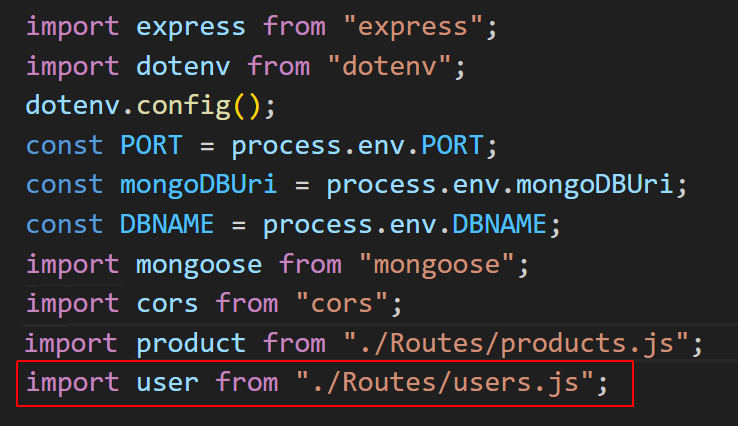 import express from "express";
import dotenv from "dotenv";
dotenv.config();
const PORT = process.env.PORT;
const mongoDBUri = process.env.mongoDBUri;
const DBNAME = process.env.DBNAME;
import mongoose from "mongoose";
import cors from "cors";
import product from "./Routes/products.js";
import user from "./Routes/users.js";